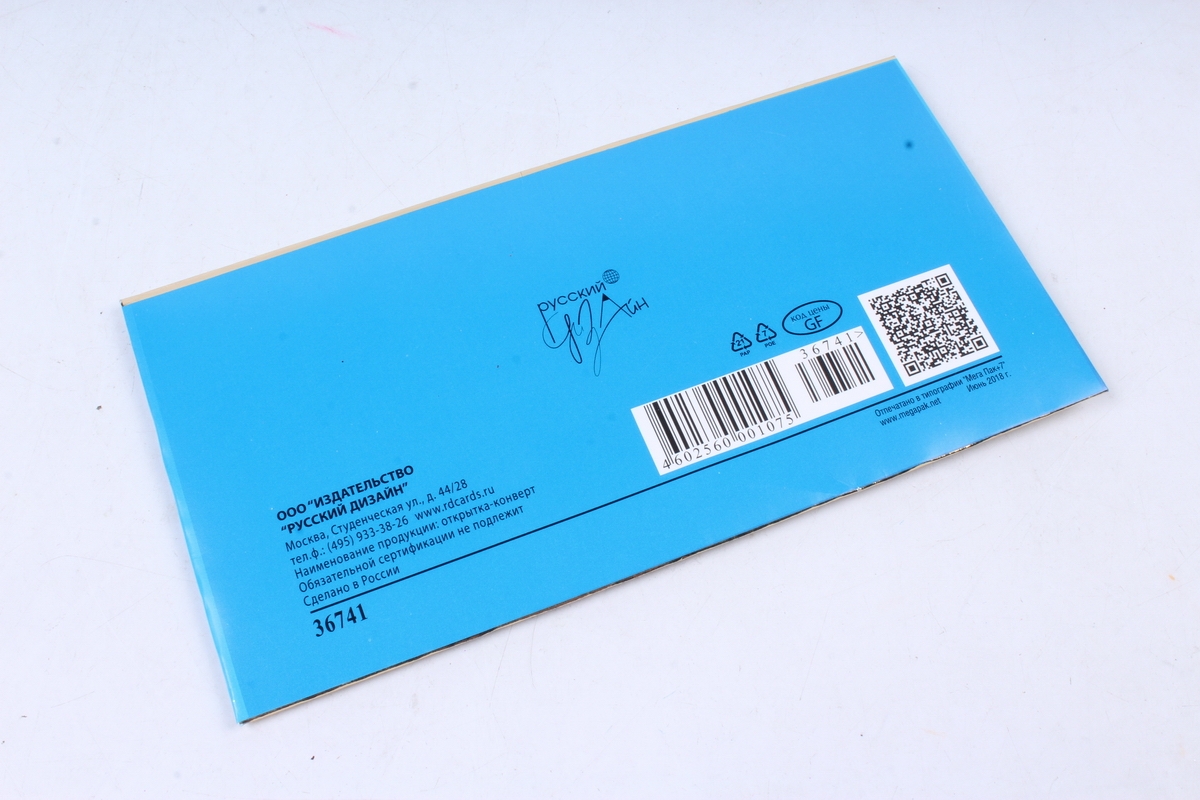 русский
дизАйн
21
PAP
7
POE
КОД ЦЕНЫ
GF
36741>
4 602560 001075
Отпечатано в типографии "Мега Пак+7"
www.megapak.net Июнь 2018 г.
ООО "ИЗДАТЕЛЬСТВО
"РУССКИЙ ДИЗАЙН"
Москва, Студенческая ул., д. 44/28
тел.ф.: (495) 933-38-26 www.rdcards.ru
Наименование продукции: открытка-конверт
Обязательной сертификации не подлежит
Сделано в России
36741